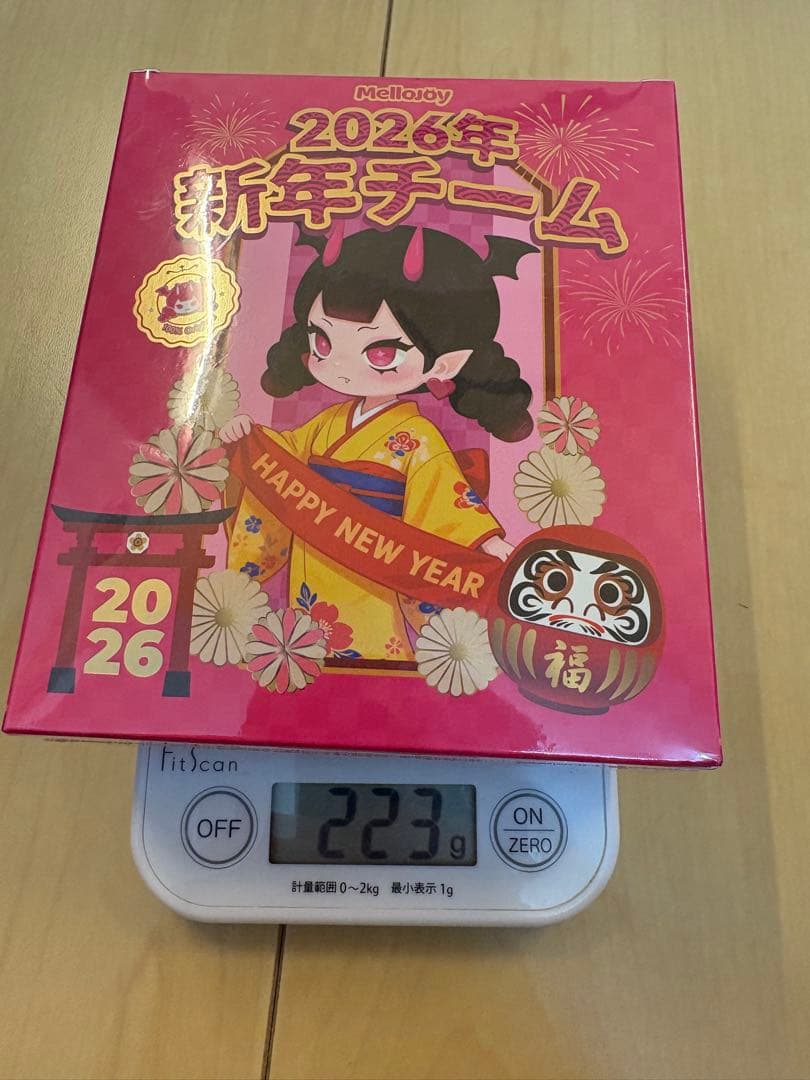 Mellojoy
2026年
新年チーム
HAPPY NEW YEAR
20
26
福
FitScan
OFF
223g
ON
ZERO
計量範囲 0～2kg 最小表示 1g